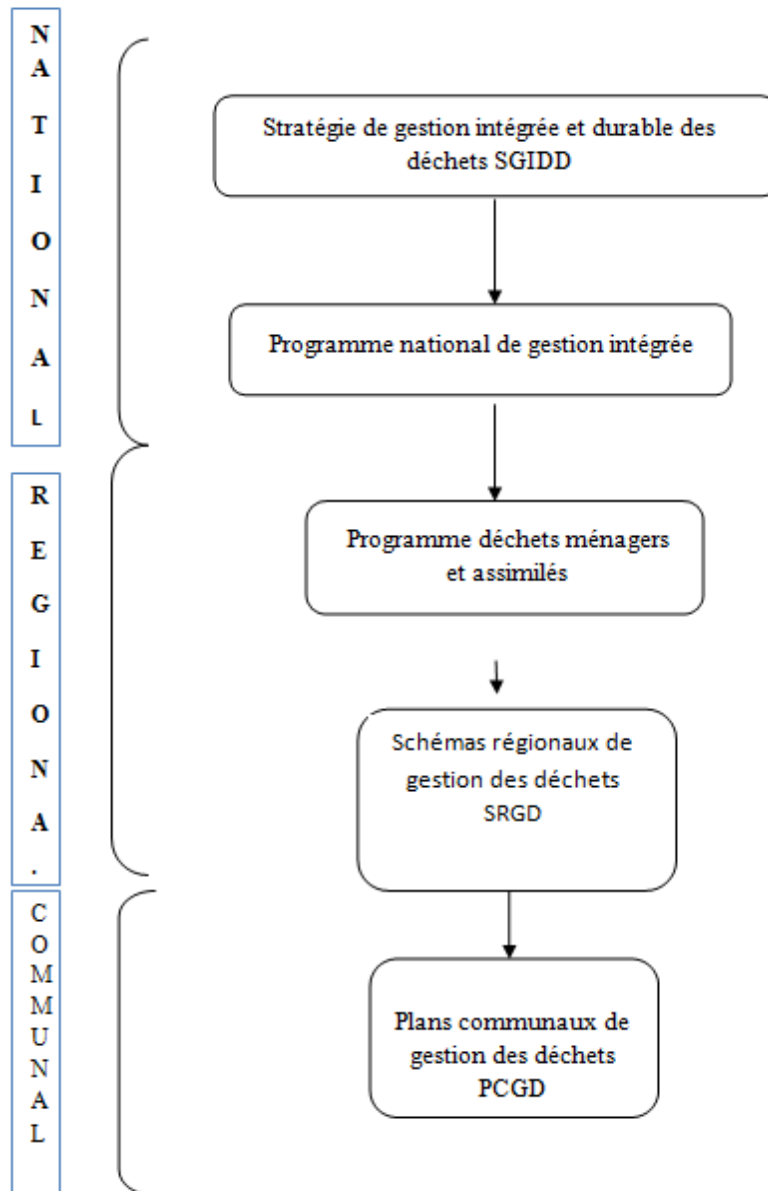 N
A
T
I
O
N
A
L
Stratégie de gestion intégrée et durable des
déchets SGIDD
Programme national de gestion intégrée
R
E
G
I
O
N
A
.
Programme déchets ménagers
et assimilés
Schémas régionaux de
gestion des déchets
SRGD
C
O
M
M
U
N
A
L
Plans communaux de
gestion des déchets
PCGD